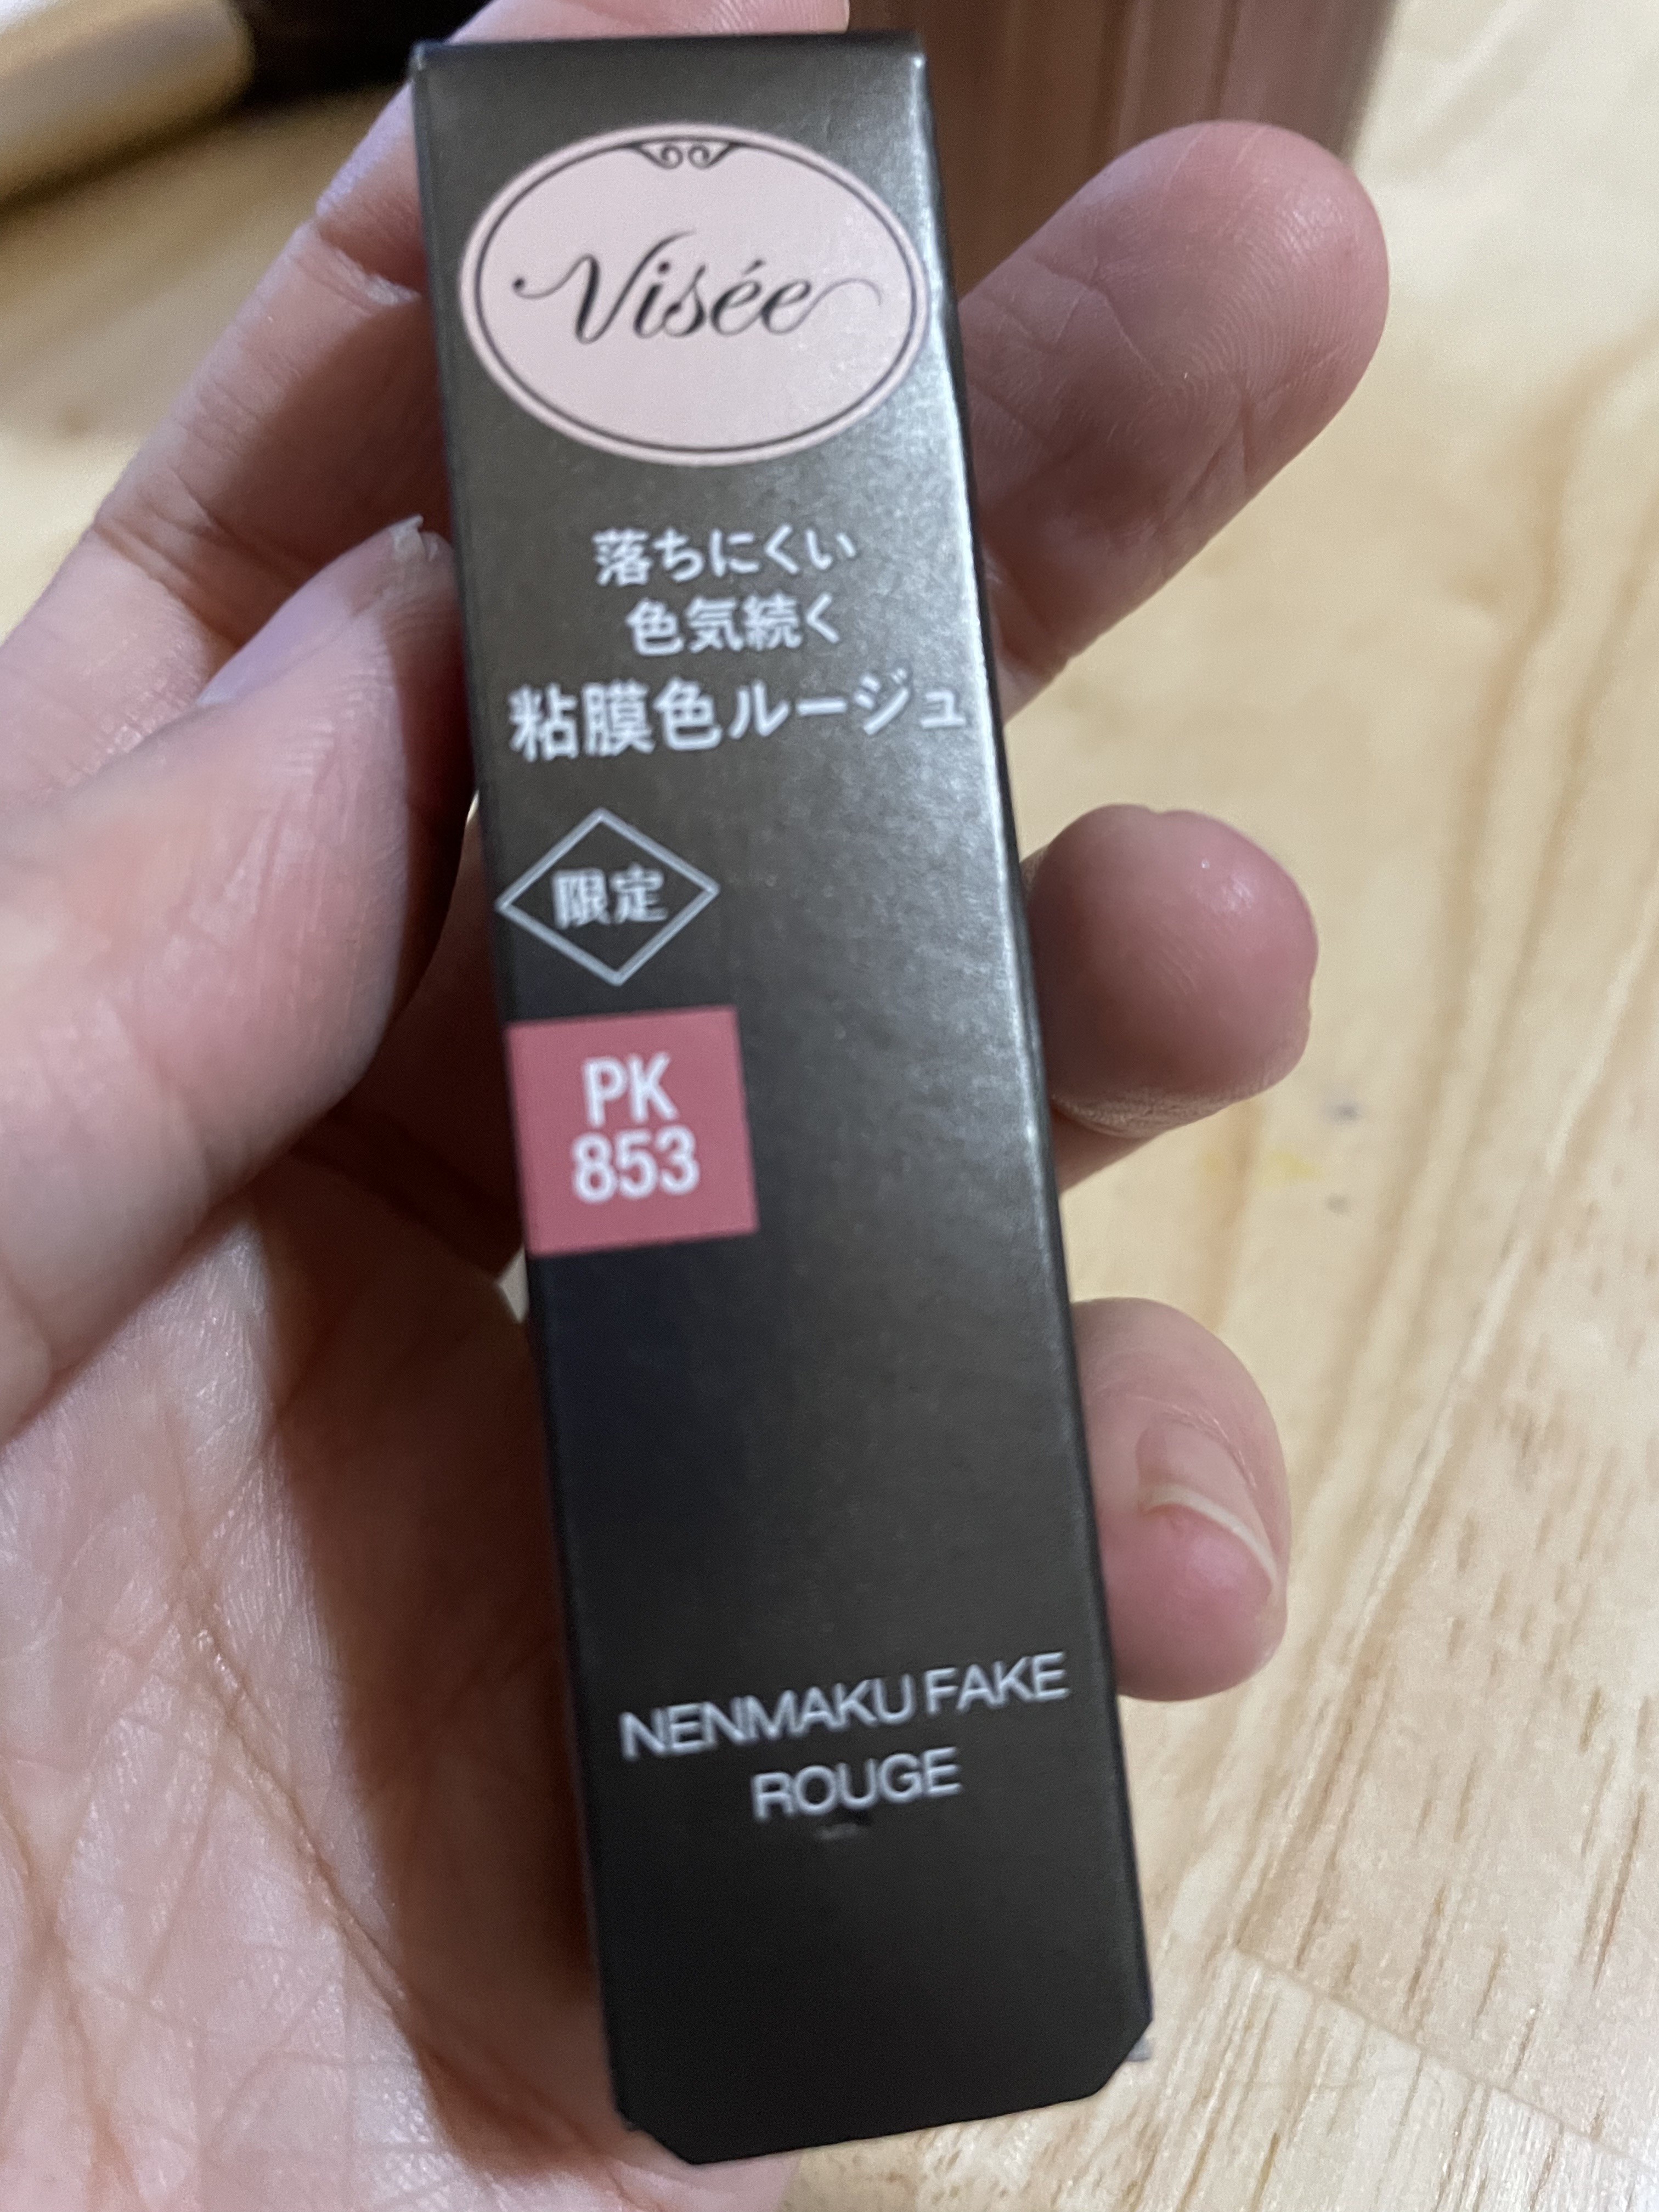 Visée
落ちにくい
色気続く
粘膜色ルージュ
限定
PK
853
NENMAKU FAKE
ROUGE